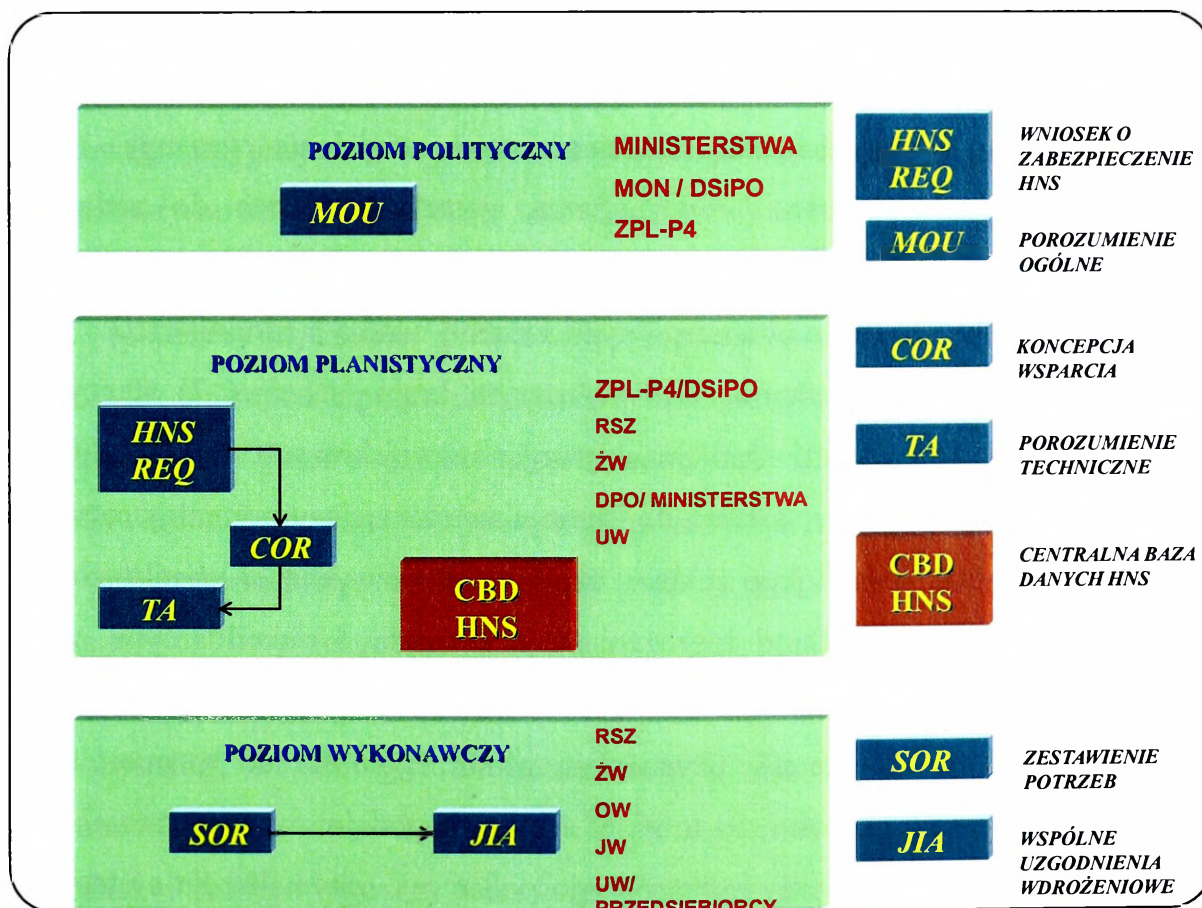 POZIOM POLITYCZNY
MOU
MINISTERSTWA
MON / DSiPO
ZPL-P4
POZIOM PLANISTYCZNY
HNS
REQ
COR
TA
CBD
HNS
ZPL-P4/DSiPO
RSZ
ŻW
DPO/ MINISTERSTWA
UW
POZIOM WYKONAWCZY
SOR
JIA
RSZ
ŻW
OW
JW
UW/
PRZEDSIĘBIORCY
HNS
REQ
WNIOSEK O
ZABEZPIECZENIE
HNS
MOU
POROZUMIENIE
OGÓLNE
COR
KONCEPCJA
WSPARCIA
TA
POROZUMIENIE
TECHNICZNE
CBD
HNS
CENTRALNA BAZA
DANYCH HNS
SOR
ZESTAWIENIE
POTRZEB
JIA
WSPÓLNE
UZGODNIENIA
WDROŻENIOWE